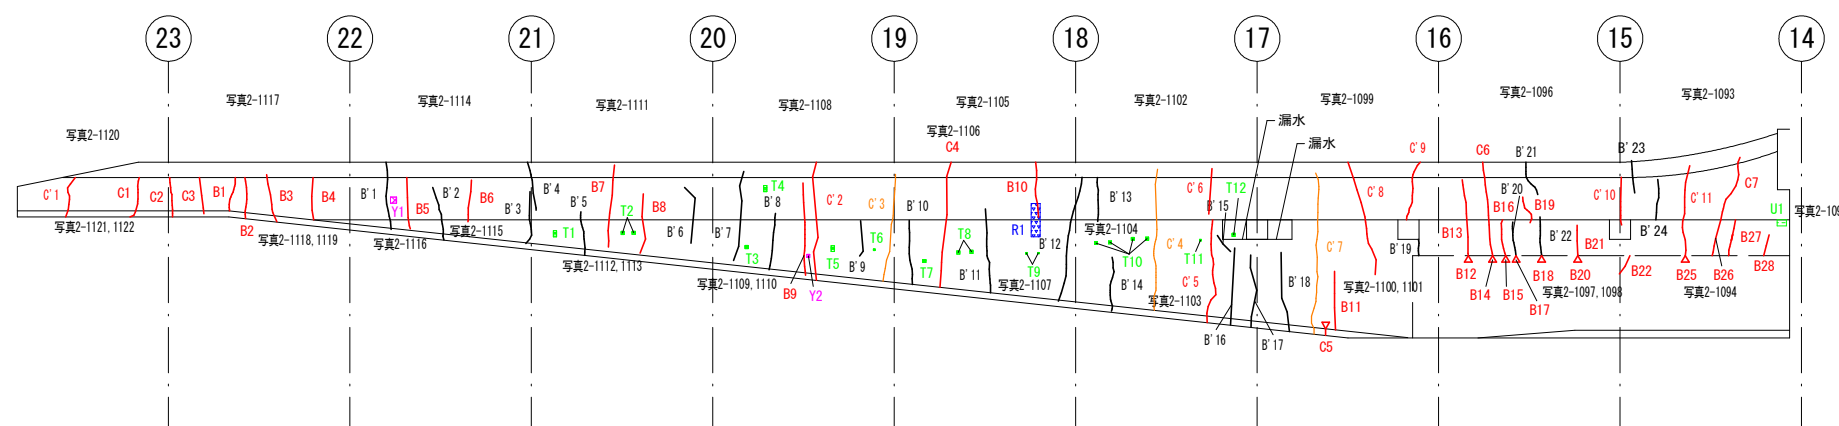 23 22 21 20 19 18 17 16 15 14
写真2-1120 写真2-1117 写真2-1114 写真2-1111 写真2-1108 写真2-1105 写真2-1102 写真2-1099 写真2-1096 写真2-1093
写真2-1106
漏水
漏水
C4 C'9 C6 B'21 B'23
C'1 C1 C2 C3 B1 B3 B4 B'1 B5 B'2 B6 B'3 B'4 B'5 B7 B8 T4 B'8 C'2 C'3 B'10 B10 B'13 C'6 T12 C'8 B'20 B16 B19 C'10 C'11 C7
Y1 T2 B'15 U1
写真2-1121, 1122 B2 写真2-1118, 1119 写真2-1116 写真2-1115 T1 B'6 B'7 T3 T5 T6 T8 R1 B'12 写真2-1104 C'4 T11 C'7 B'19 B13 B'22 B21 B'24 B27
写真2-1112, 1113 B'9 T7 B'11 T9 T10 B12 B18 B20 B22 B25 B26 B28
写真2-1109, 1110 B9 Y2 写真2-1107 B'14 写真2-1103 C'5 B'18 写真2-1100, 1101 B14 B15 写真2-1097, 1098 写真2-1094
B11 B17
B'16 B'17 C5